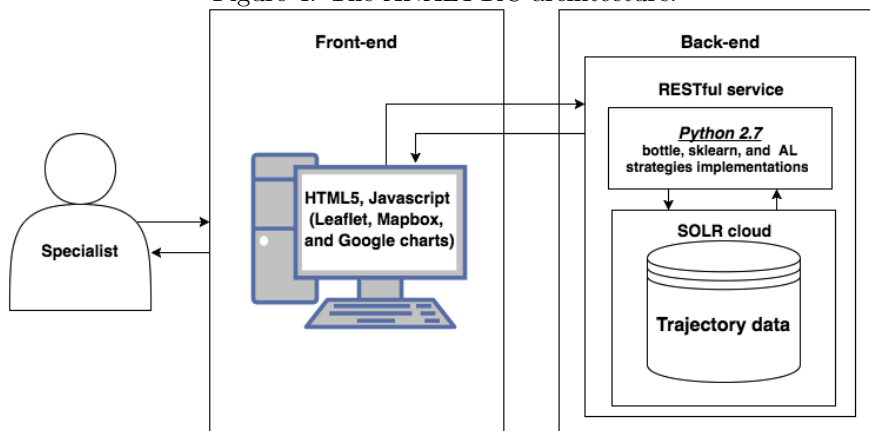 Front-end
Back-end
RESTful service
Python 2.7
bottle, sklearn, and AL
strategies implementations
HTML5, Javascript
(Leaflet, Mapbox,
and Google charts)
Specialist
SOLR cloud
Trajectory data